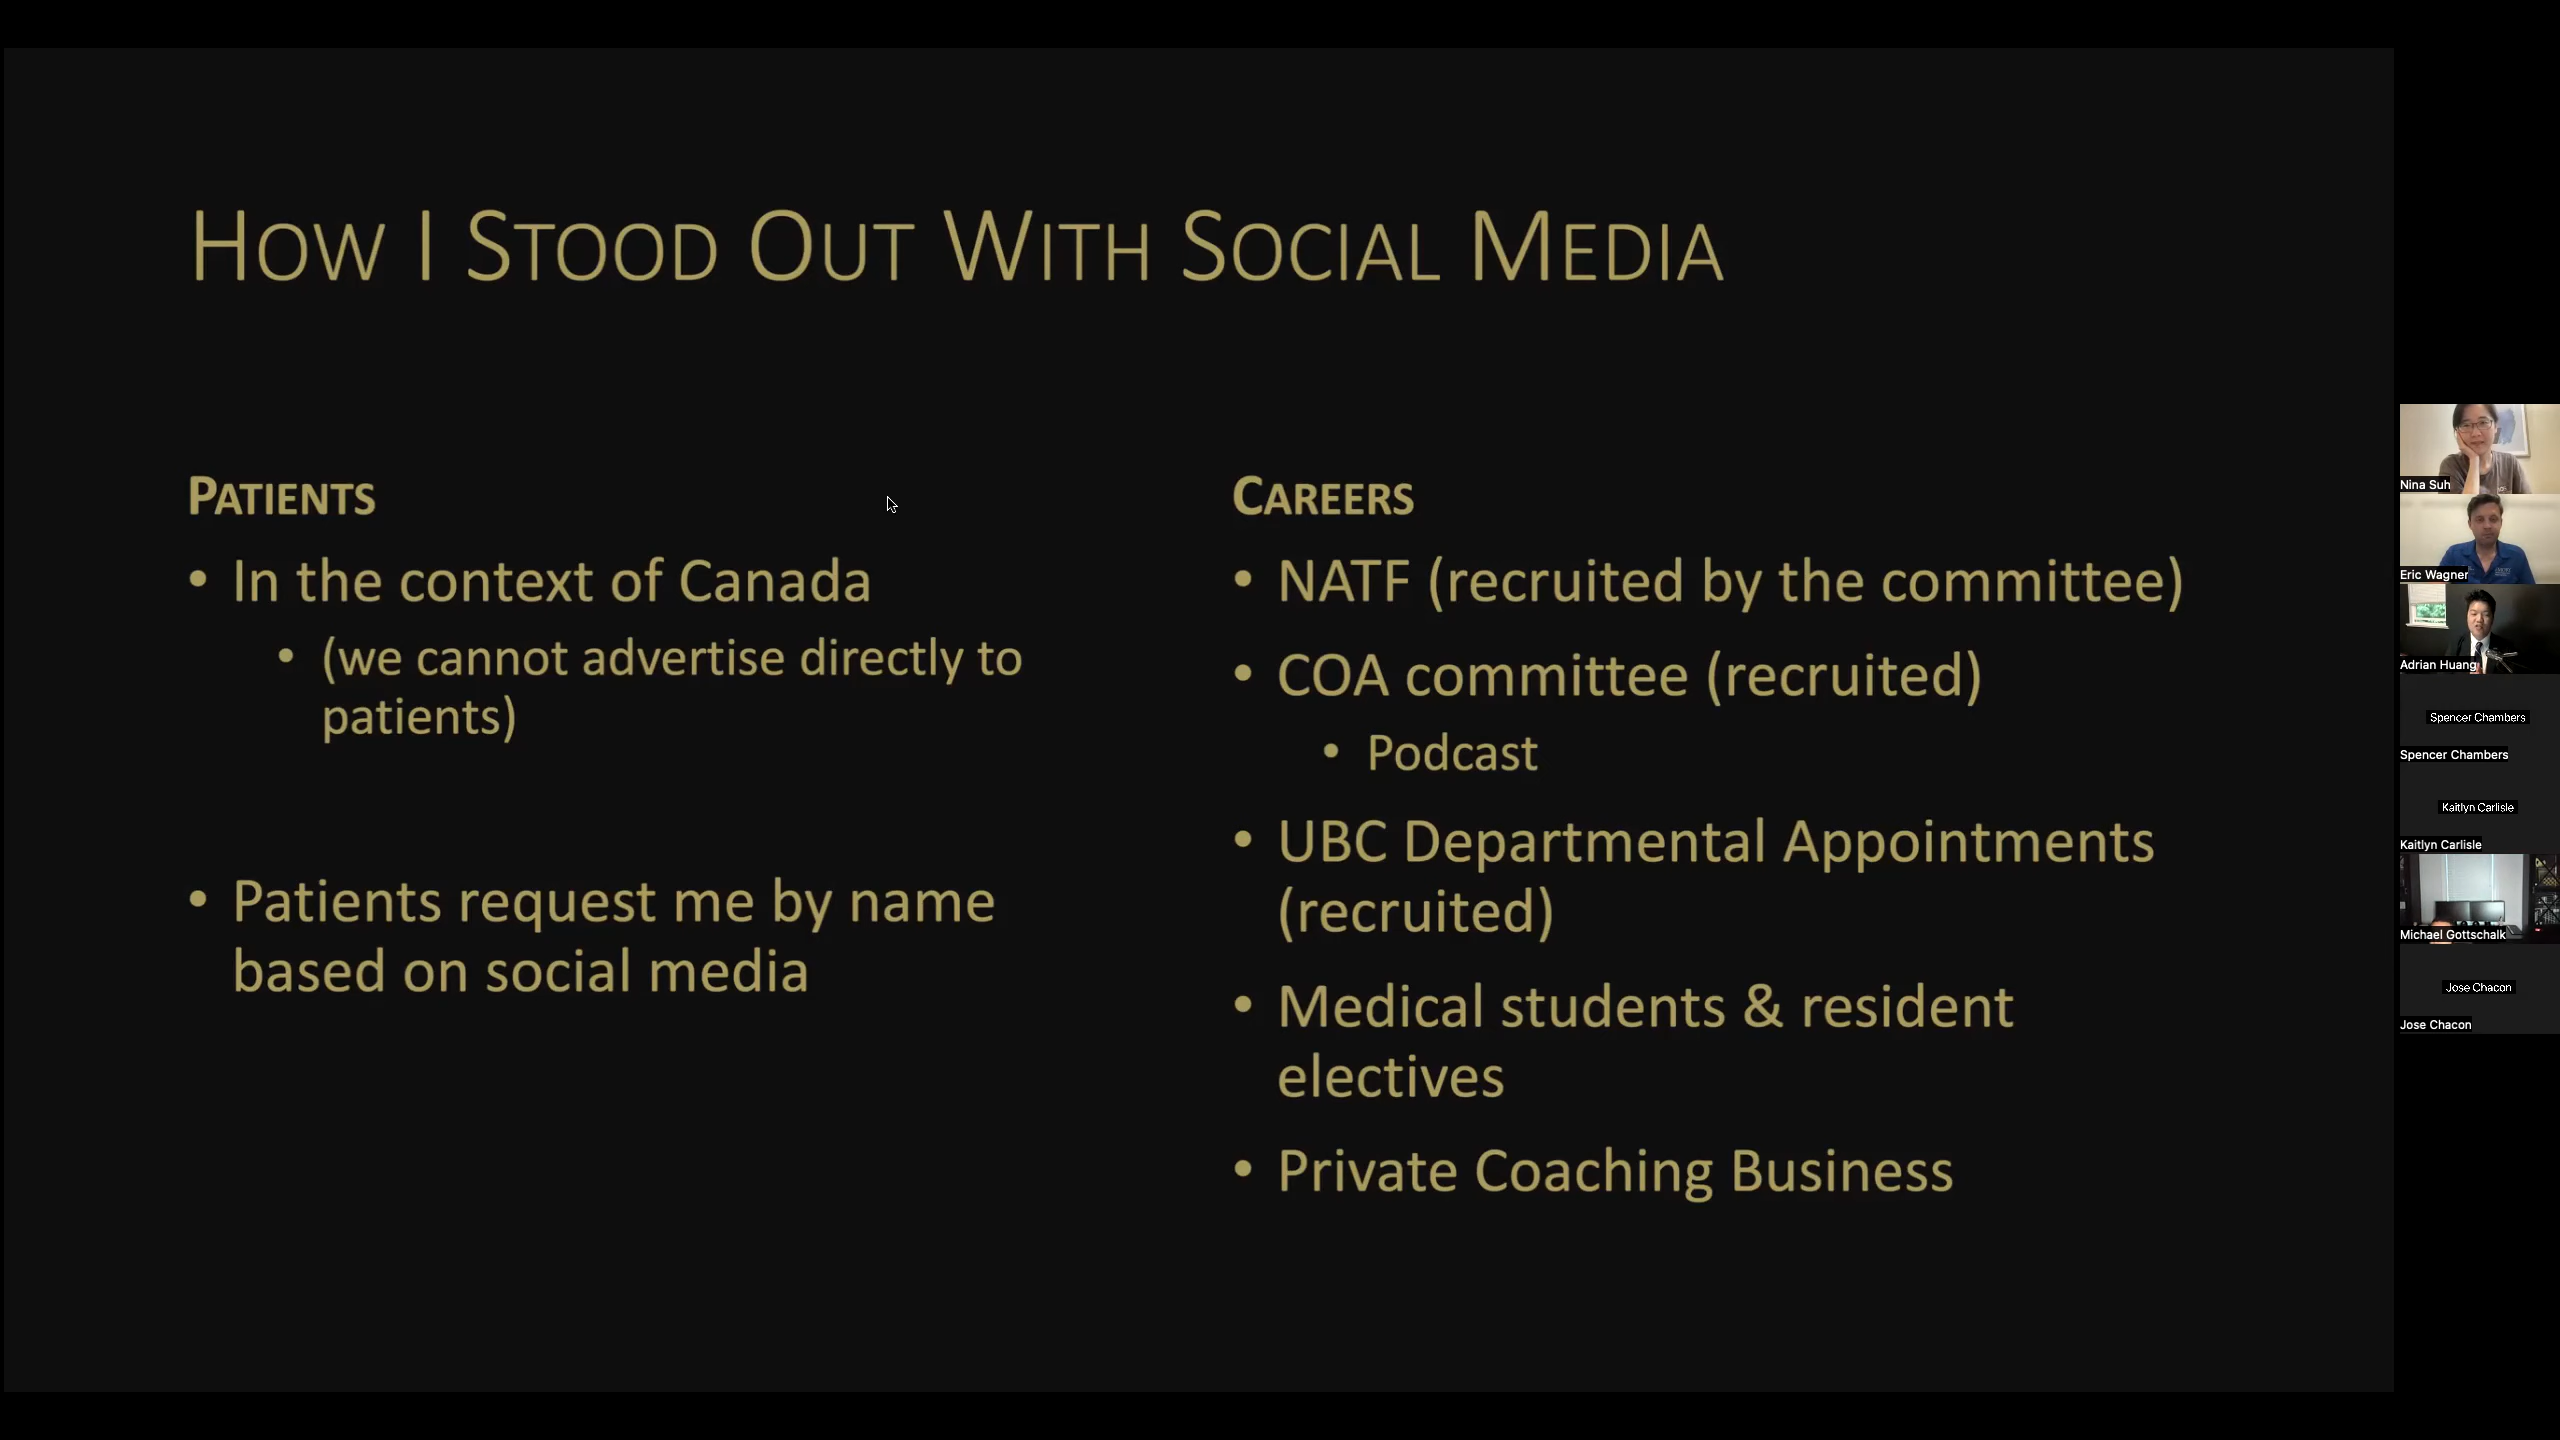 How I Stood Out With Social Media
Patients
• In the context of Canada
• (we cannot advertise directly to
patients)
• Patients request me by name
based on social media
Careers
• NATF (recruited by the committee)
• COA committee (recruited)
• Podcast
• UBC Departmental Appointments
(recruited)
• Medical students & resident
electives
• Private Coaching Business
Nina Suh
Eric Wagner
Adrian Huang
Spencer Chambers
Spencer Chambers
Kaitlyn Carlisle
Kaitlyn Carlisle
Michael Gottschalk
Jose Chacon
Jose Chacon